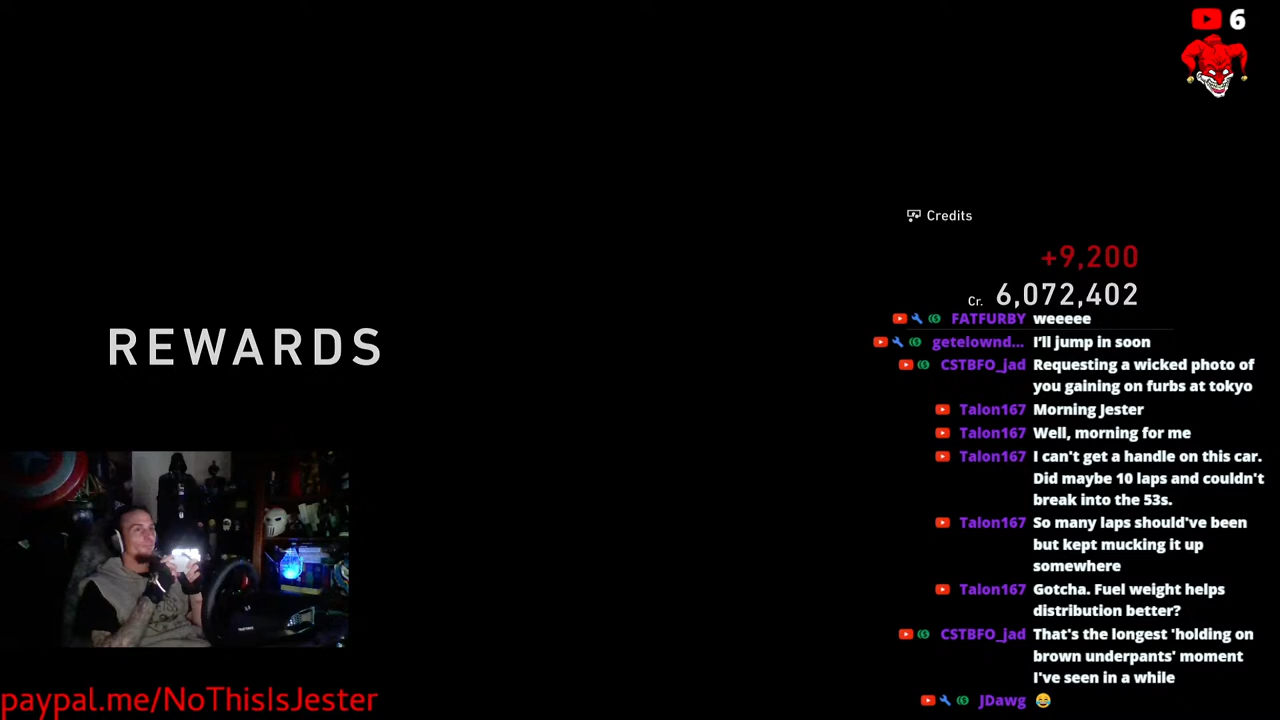 6
Credits
+9,200
Cr. 6,072,402
REWARDS
FATFURBY weeeee
getelownd... I'll jump in soon
CSTBFO_jad Requesting a wicked photo of
you gaining on furbs at tokyo
Talon167 Morning Jester
Talon167 Well, morning for me
Talon167 I can't get a handle on this car.
Did maybe 10 laps and couldn't
break into the 53s.
Talon167 So many laps should've been
but kept mucking it up
somewhere
Talon167 Gotcha. Fuel weight helps
distribution better?
CSTBFO_jad That's the longest 'holding on
brown underpants' moment
I've seen in a while
JDawg 😂
paypal.me/NoThisIsJester